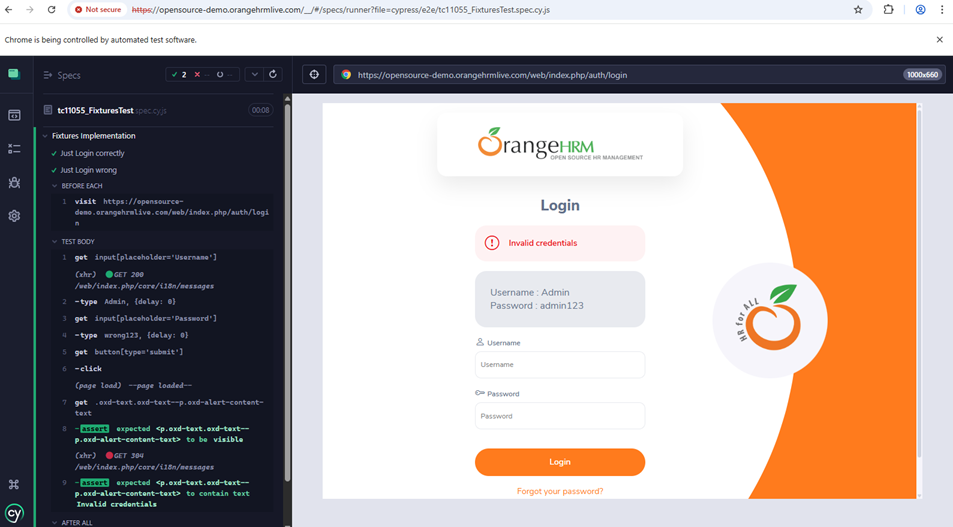 Not secure https://opensource-demo.orangehrmlive.com/__/#/specs/runner?file=cypress/e2e/tc11055_FixturesTest.spec.cy.js
Chrome is being controlled by automated test software.
Specs
2
--
--
tc11055_FixturesTest.spec.cy.js
00:08
Fixtures Implementation
Just Login correctly
Just Login wrong
BEFORE EACH
1 visit https://opensource-
demo.orangehrmlive.com/web/index.php/auth/logi
n
TEST BODY
1 get input[placeholder='Username']
(xhr) GET 200
/web/index.php/core/i18n/messages
2 -type Admin, {delay: 0}
3 get input[placeholder='Password']
4 -type wrong123, {delay: 0}
5 get button[type='submit']
6 -click
(page load) --page loaded--
7 get .oxd-text.oxd-text--p.oxd-alert-content-
text
8 -assert expected <p.oxd-text.oxd-text--
p.oxd-alert-content-text> to be visible
(xhr) GET 304
/web/index.php/core/i18n/messages
9 -assert expected <p.oxd-text.oxd-text--
p.oxd-alert-content-text> to contain text
Invalid credentials
AFTER ALL
cy
https://opensource-demo.orangehrmlive.com/web/index.php/auth/login
1000x660
OrangeHRM
OPEN SOURCE HR MANAGEMENT
Login
Invalid credentials
Username : Admin
Password : admin123
Username
Username
Password
Password
Login
Forgot your password?
HR for ALL